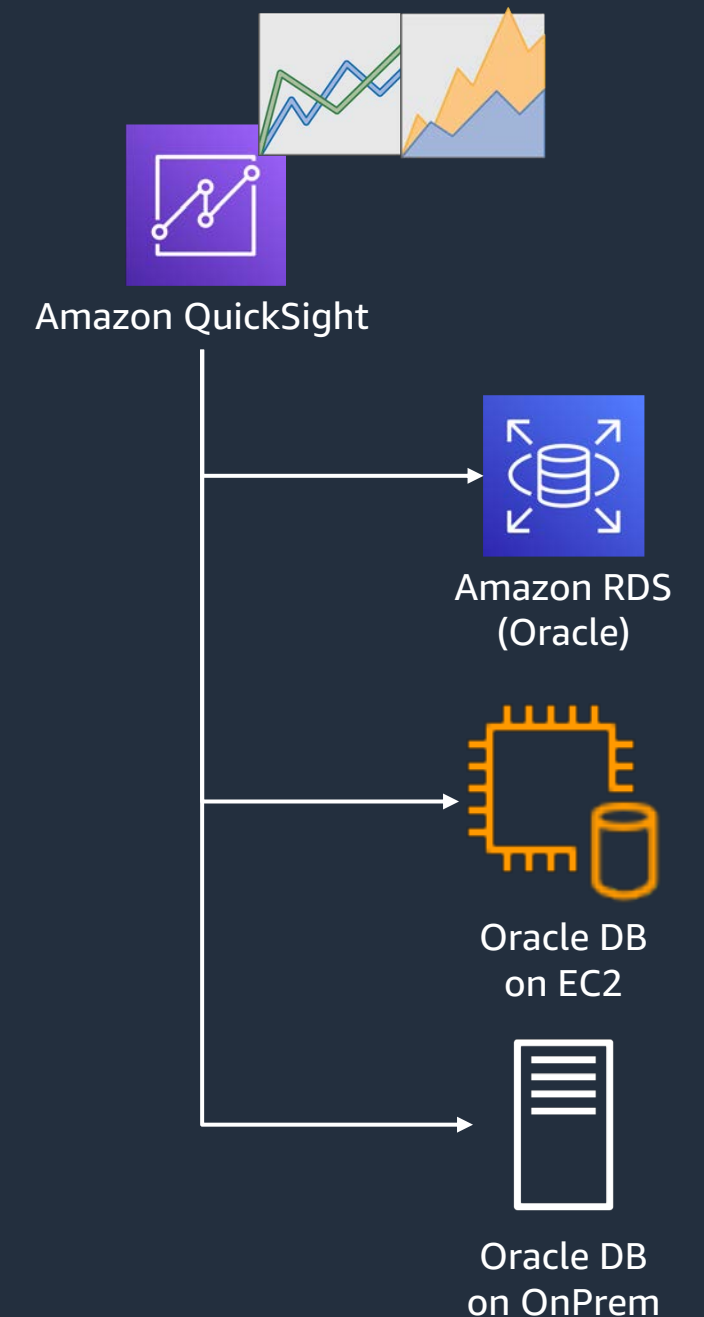 Amazon QuickSight
Amazon RDS
(Oracle)
Oracle DB
on EC2
Oracle DB
on OnPrem